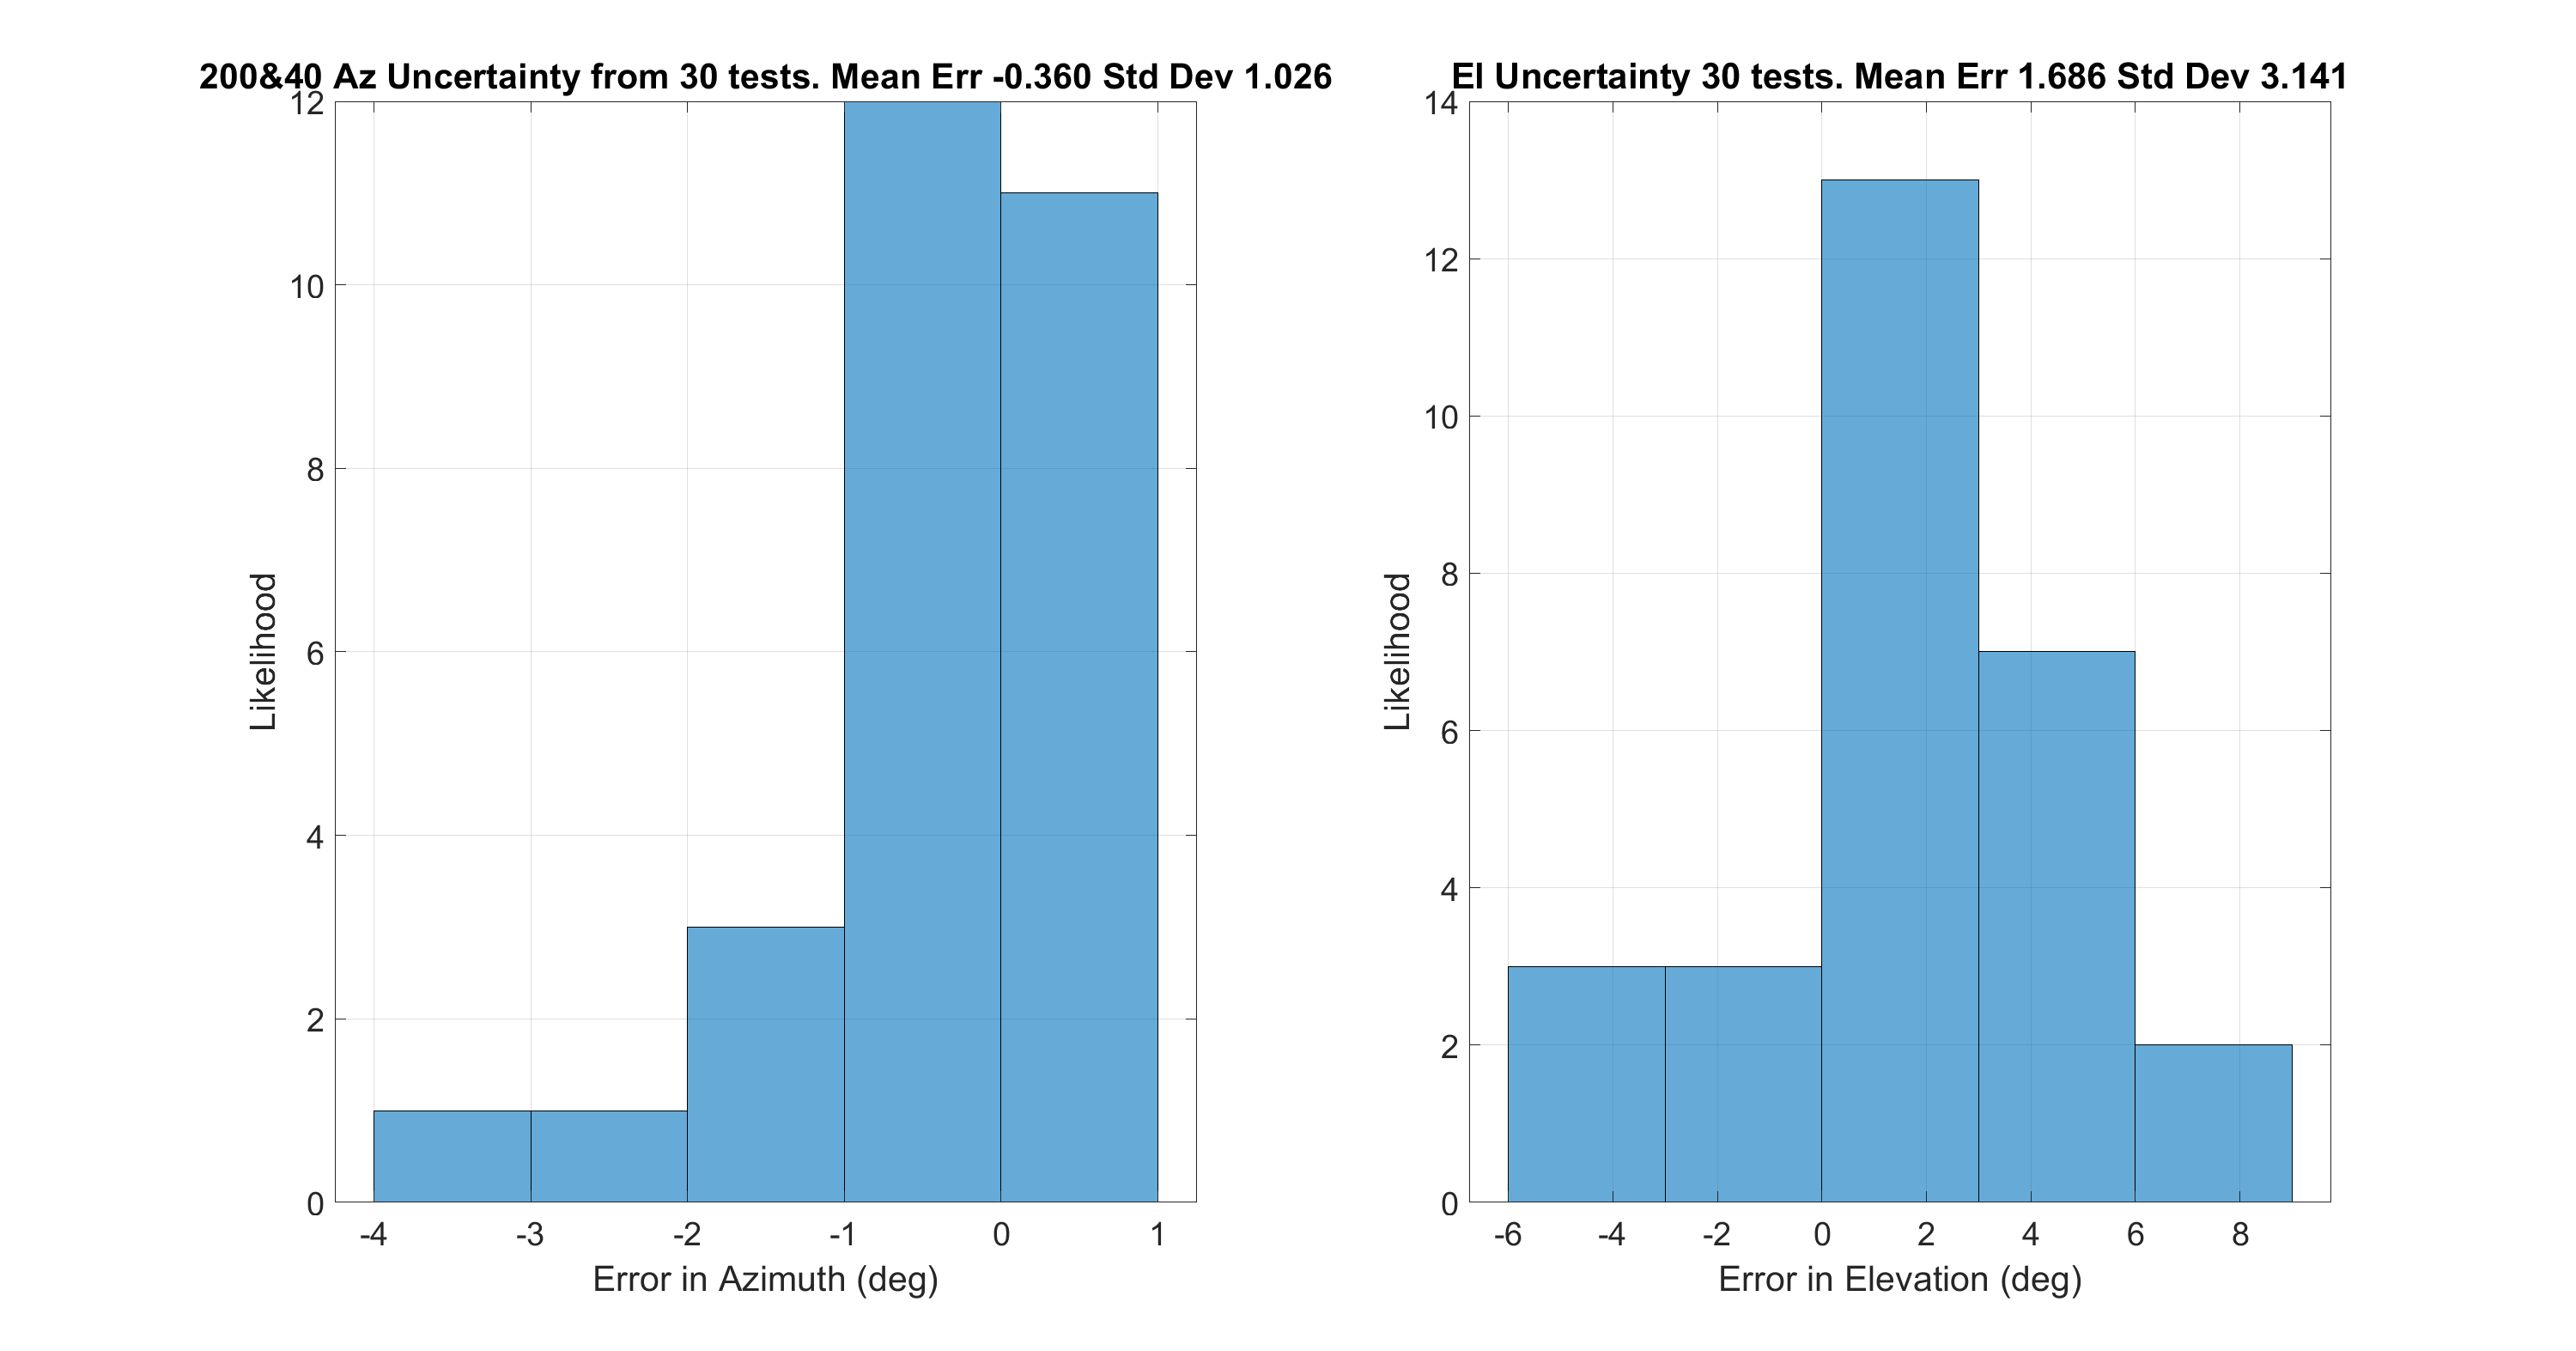 200&40 Az Uncertainty from 30 tests. Mean Err -0.360 Std Dev 1.026
12
10
8
6
4
2
0
Likelihood
-4 -3 -2 -1 0 1
Error in Azimuth (deg)
El Uncertainty 30 tests. Mean Err 1.686 Std Dev 3.141
14
12
10
8
6
4
2
0
Likelihood
-6 -4 -2 0 2 4 6 8
Error in Elevation (deg)